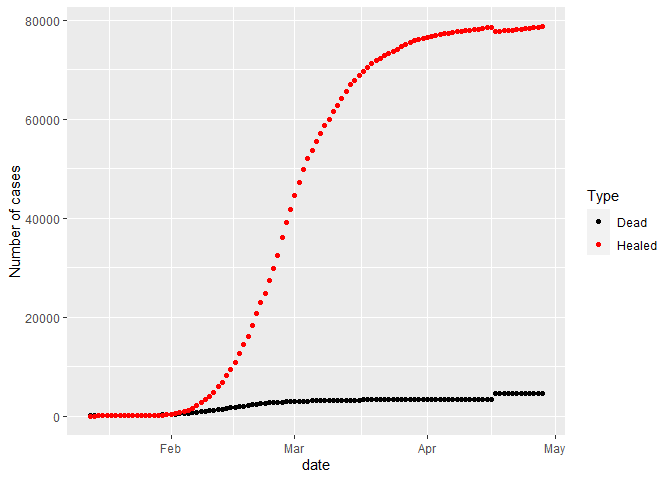 80000
60000
40000
20000
0
Number of cases
Feb
Mar
Apr
May
date
Type
Dead
Healed